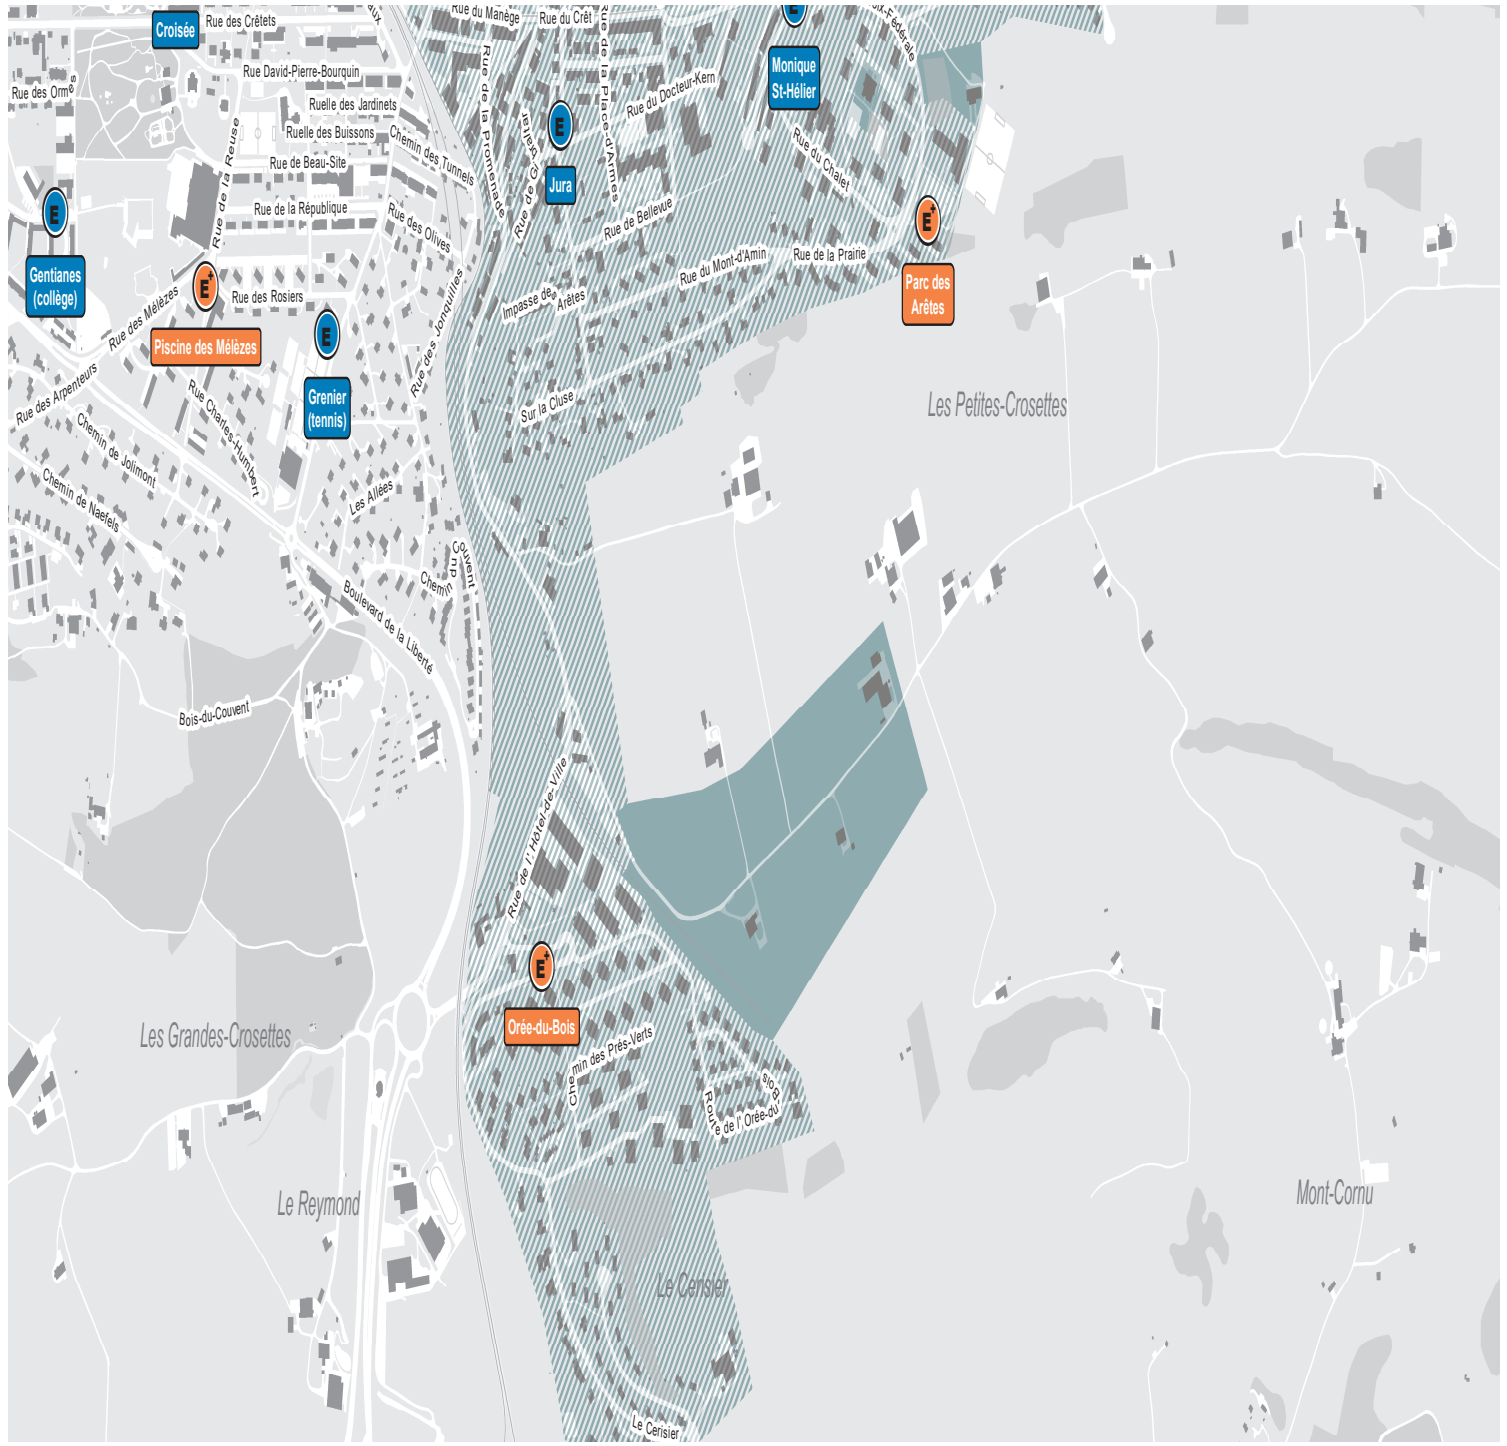 Rue du Manège
Rue du Crêt
Croisée
Rue des Crêtets
Rue David-Pierre-Bourquin
Rue des Ormes
Ruelle des Jardinets
Ruelle des Buissons
Chemin des Tunnels
Rue de Beau-Site
Rue de la Reuse
Rue de la République
Rue des Olives
Rue de la Promenade
Rue de Gibraltar
Rue de la Place-d'Armes
Rue du Docteur-Kern
E
Monique
St-Hélier
E
Jura
Rue du Chalet
Rue de Bellevue
E
Gentianes
(collège)
E+
Piscine des Mélèzes
Rue des Mélèzes
Rue des Rosiers
E
Grenier
(tennis)
Rue des Jonquilles
Impasse des Arêtes
Rue du Mont-d'Amin
Rue de la Prairie
E+
Parc des
Arêtes
Rue des Arpenteurs
Rue Charles-Humbert
Chemin de Jolimont
Chemin de Naefels
Sur la Cluse
Les Petites-Crosettes
Les Allées
Chemin du Couvent
Boulevard de la Liberté
Bois-du-Couvent
Rue de l'Hôtel-de-Ville
E+
Orée-du-Bois
Les Grandes-Crosettes
Chemin des Prés-Verts
Route de l'Orée-du-Bois
Le Reymond
Mont-Cornu
Le Cerisier
Le Cerisier